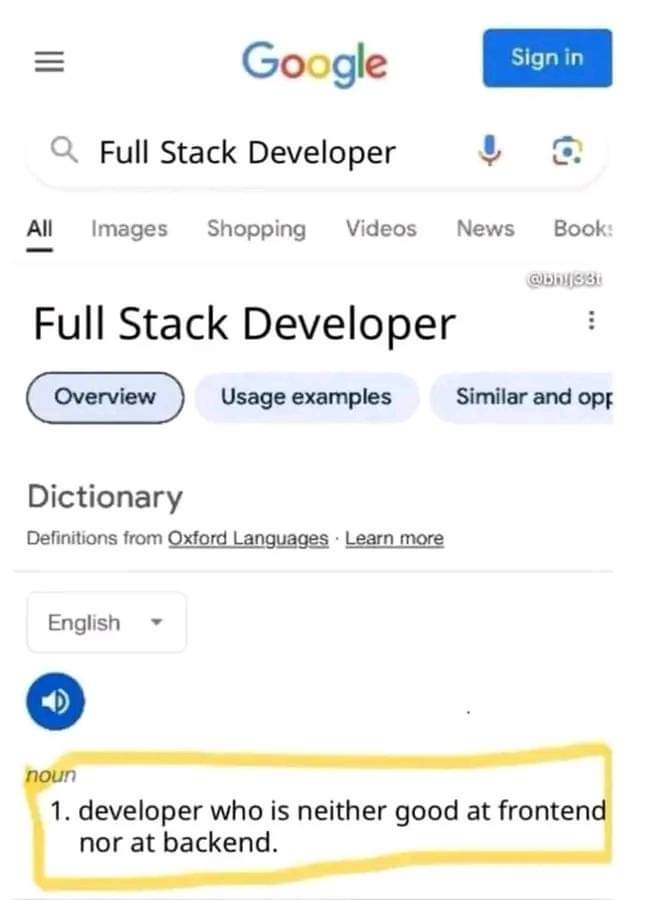 Google
Sign in
Full Stack Developer
All Images Shopping Videos News Books
@bhtj33t
Full Stack Developer
Overview Usage examples Similar and opp
Dictionary
Definitions from Oxford Languages · Learn more
English
noun
1. developer who is neither good at frontend
nor at backend.